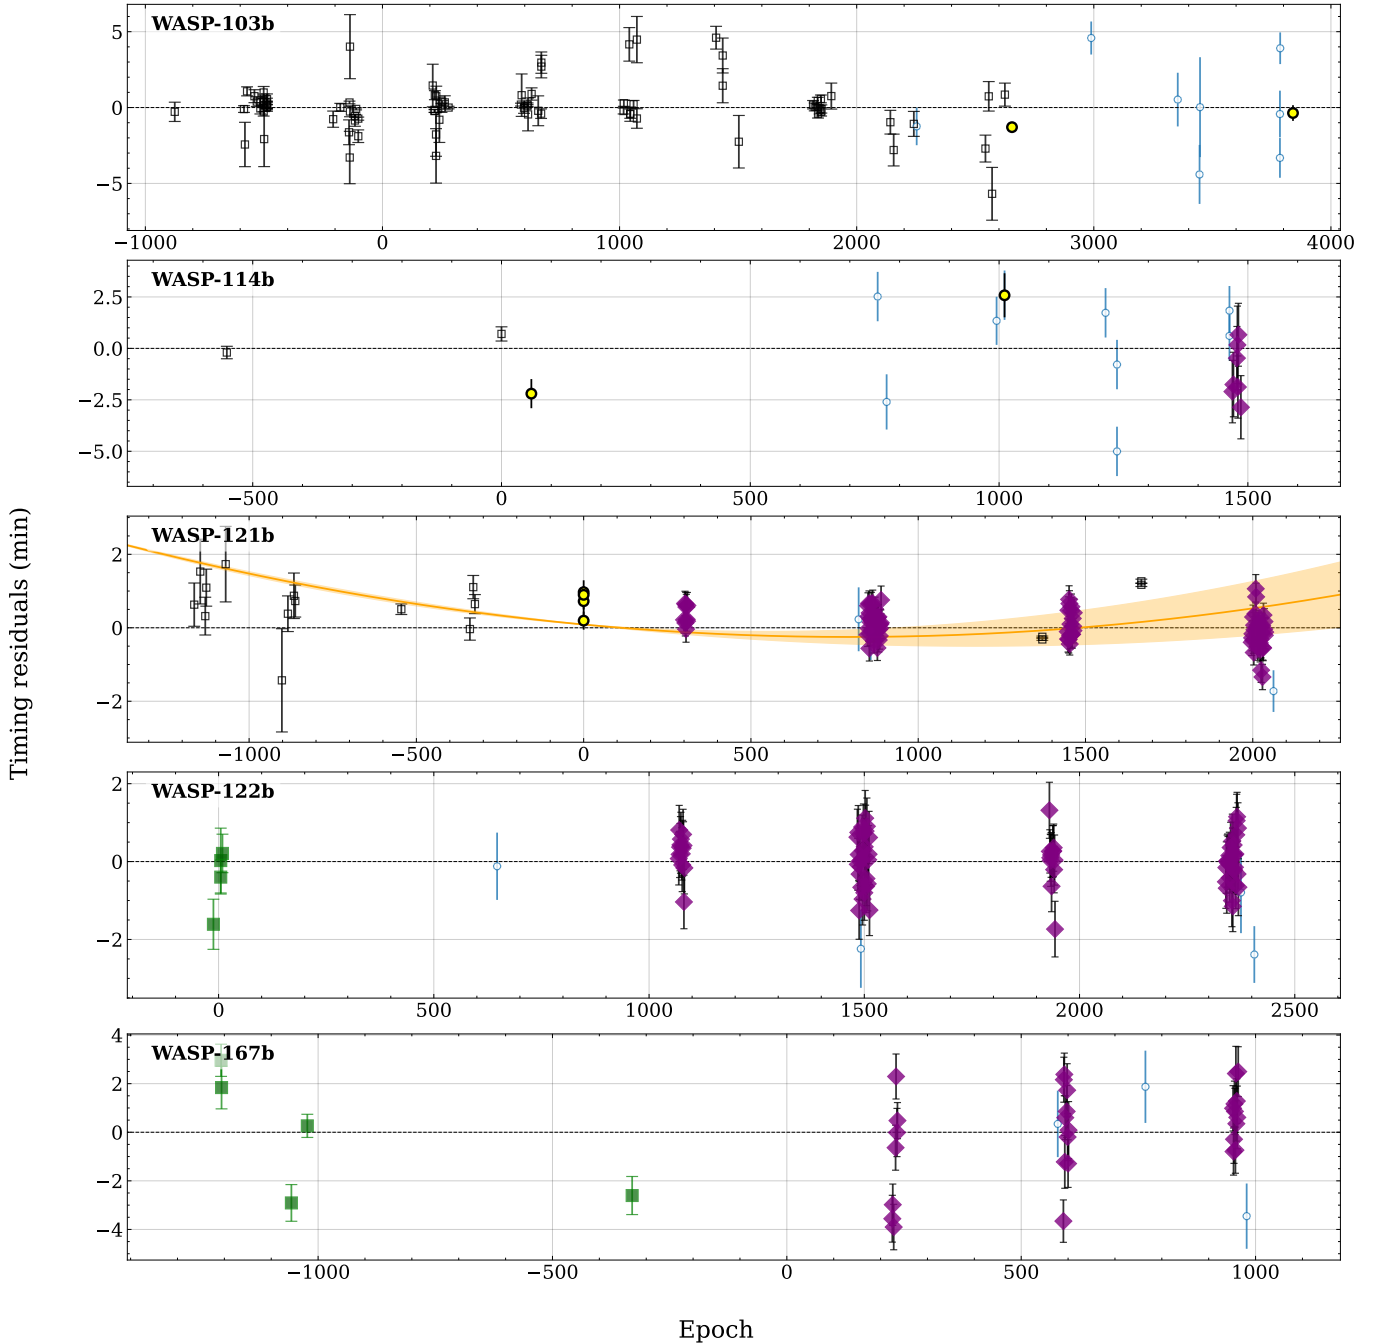 WASP-103b
5
0
−5
−1000 0 1000 2000 3000 4000
WASP-114b
2.5
0.0
−2.5
−5.0
−500 0 500 1000 1500
WASP-121b
2
0
−2
−1000 −500 0 500 1000 1500 2000
WASP-122b
2
0
−2
0 500 1000 1500 2000 2500
WASP-167b
4
2
0
−2
−4
−1000 −500 0 500 1000
Timing residuals (min)
Epoch